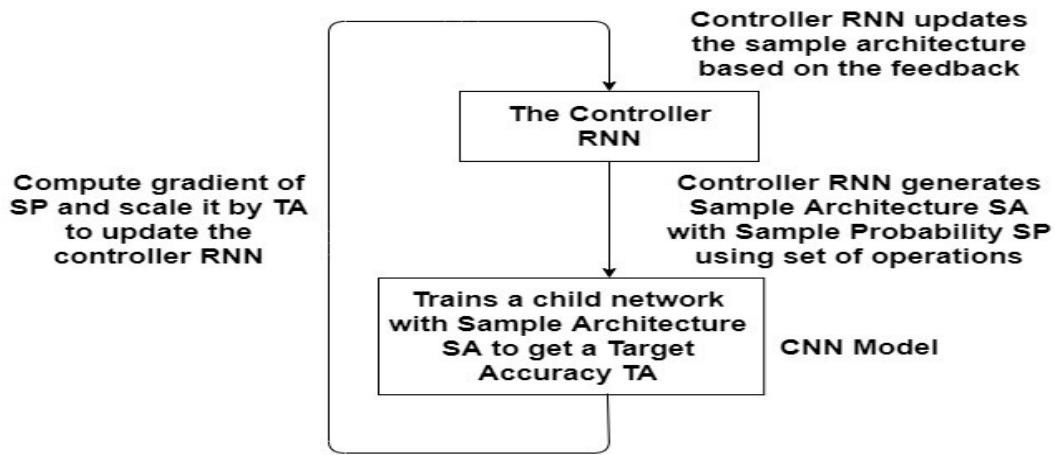 Controller RNN updates
the sample architecture
based on the feedback
The Controller
RNN
Compute gradient of
SP and scale it by TA
to update the
controller RNN
Controller RNN generates
Sample Architecture SA
with Sample Probability SP
using set of operations
Trains a child network
with Sample Architecture
SA to get a Target
Accuracy TA
CNN Model